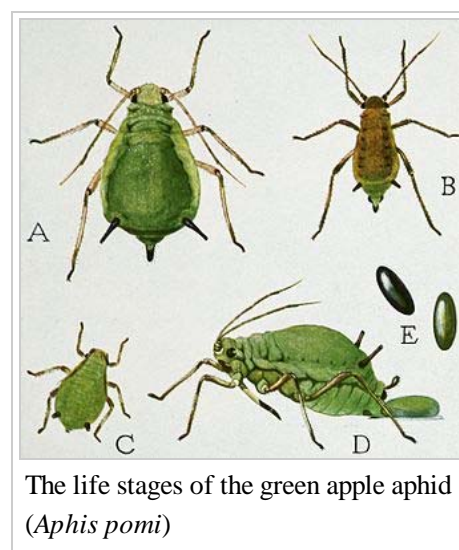 A
B
E
C
D
The life stages of the green apple aphid
(Aphis pomi)